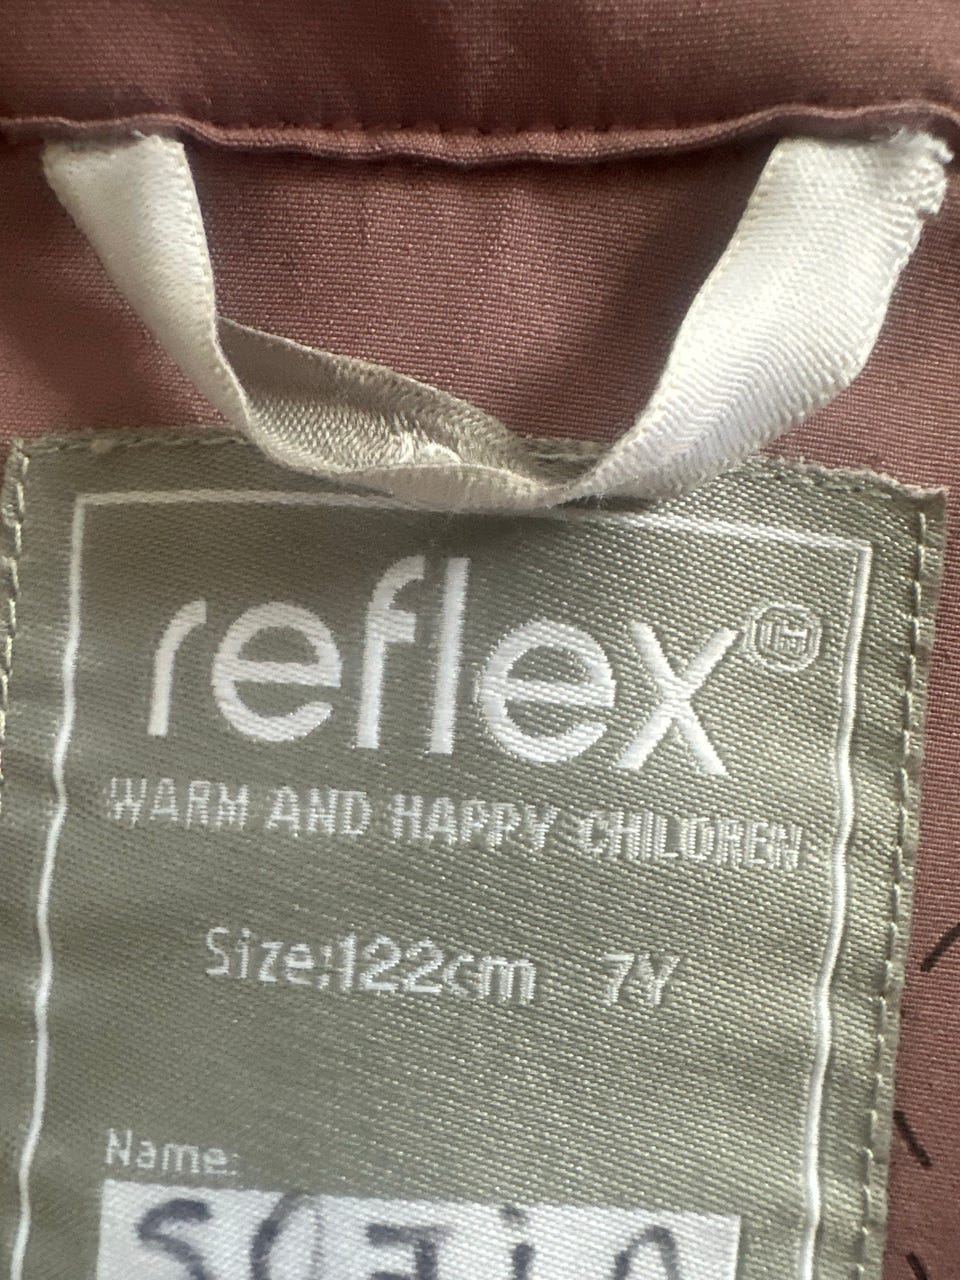 reflex
WARM AND HAPPY CHILDREN
Size:122cm 7Y
Name: